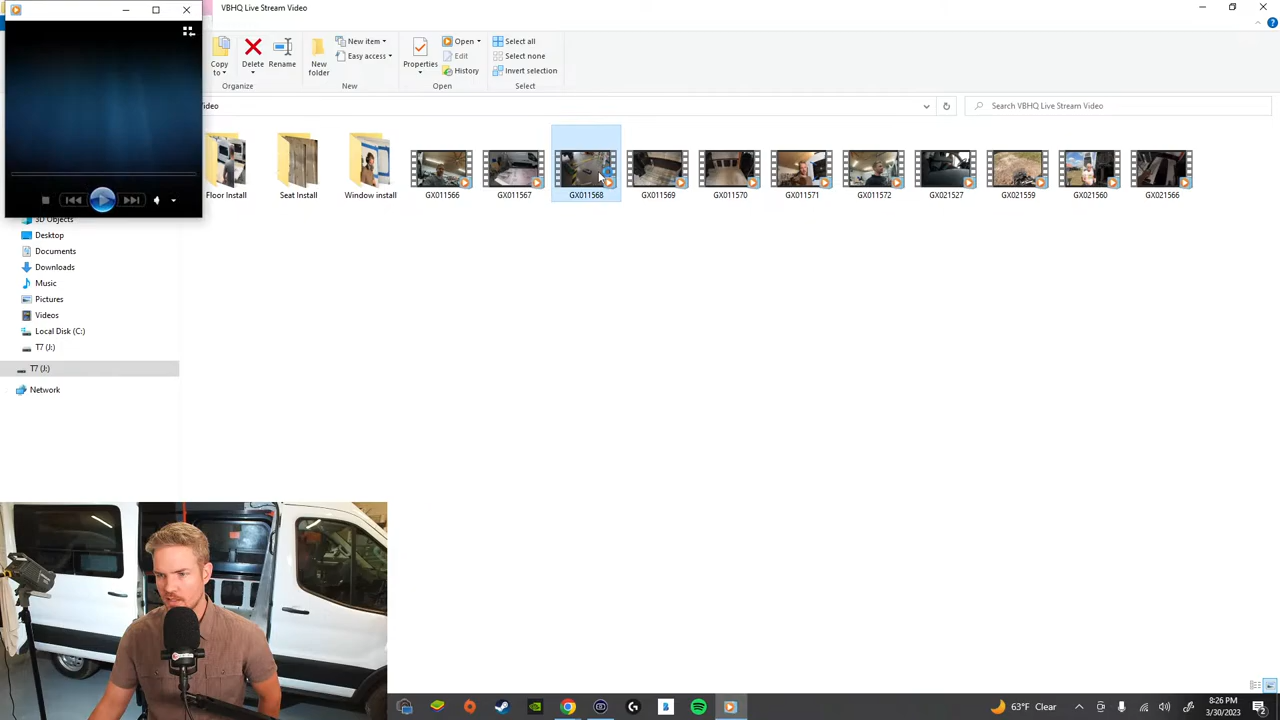 VBHQ Live Stream Video
Copy
to
Delete
Rename
New
folder
New item
Easy access
Properties
Open
Edit
History
Select all
Select none
Invert selection
Organize
New
Open
Select
Video
Search VBHQ Live Stream Video
Floor Install
Seat Install
Window install
GX011566
GX011567
GX011568
GX011569
GX011570
GX011571
GX011572
GX021527
GX021559
GX021560
GX021566
3D Objects
Desktop
Documents
Downloads
Music
Pictures
Videos
Local Disk (C:)
T7 (J:)
T7 (J:)
Network
63°F Clear
8:26 PM
3/30/2023
2